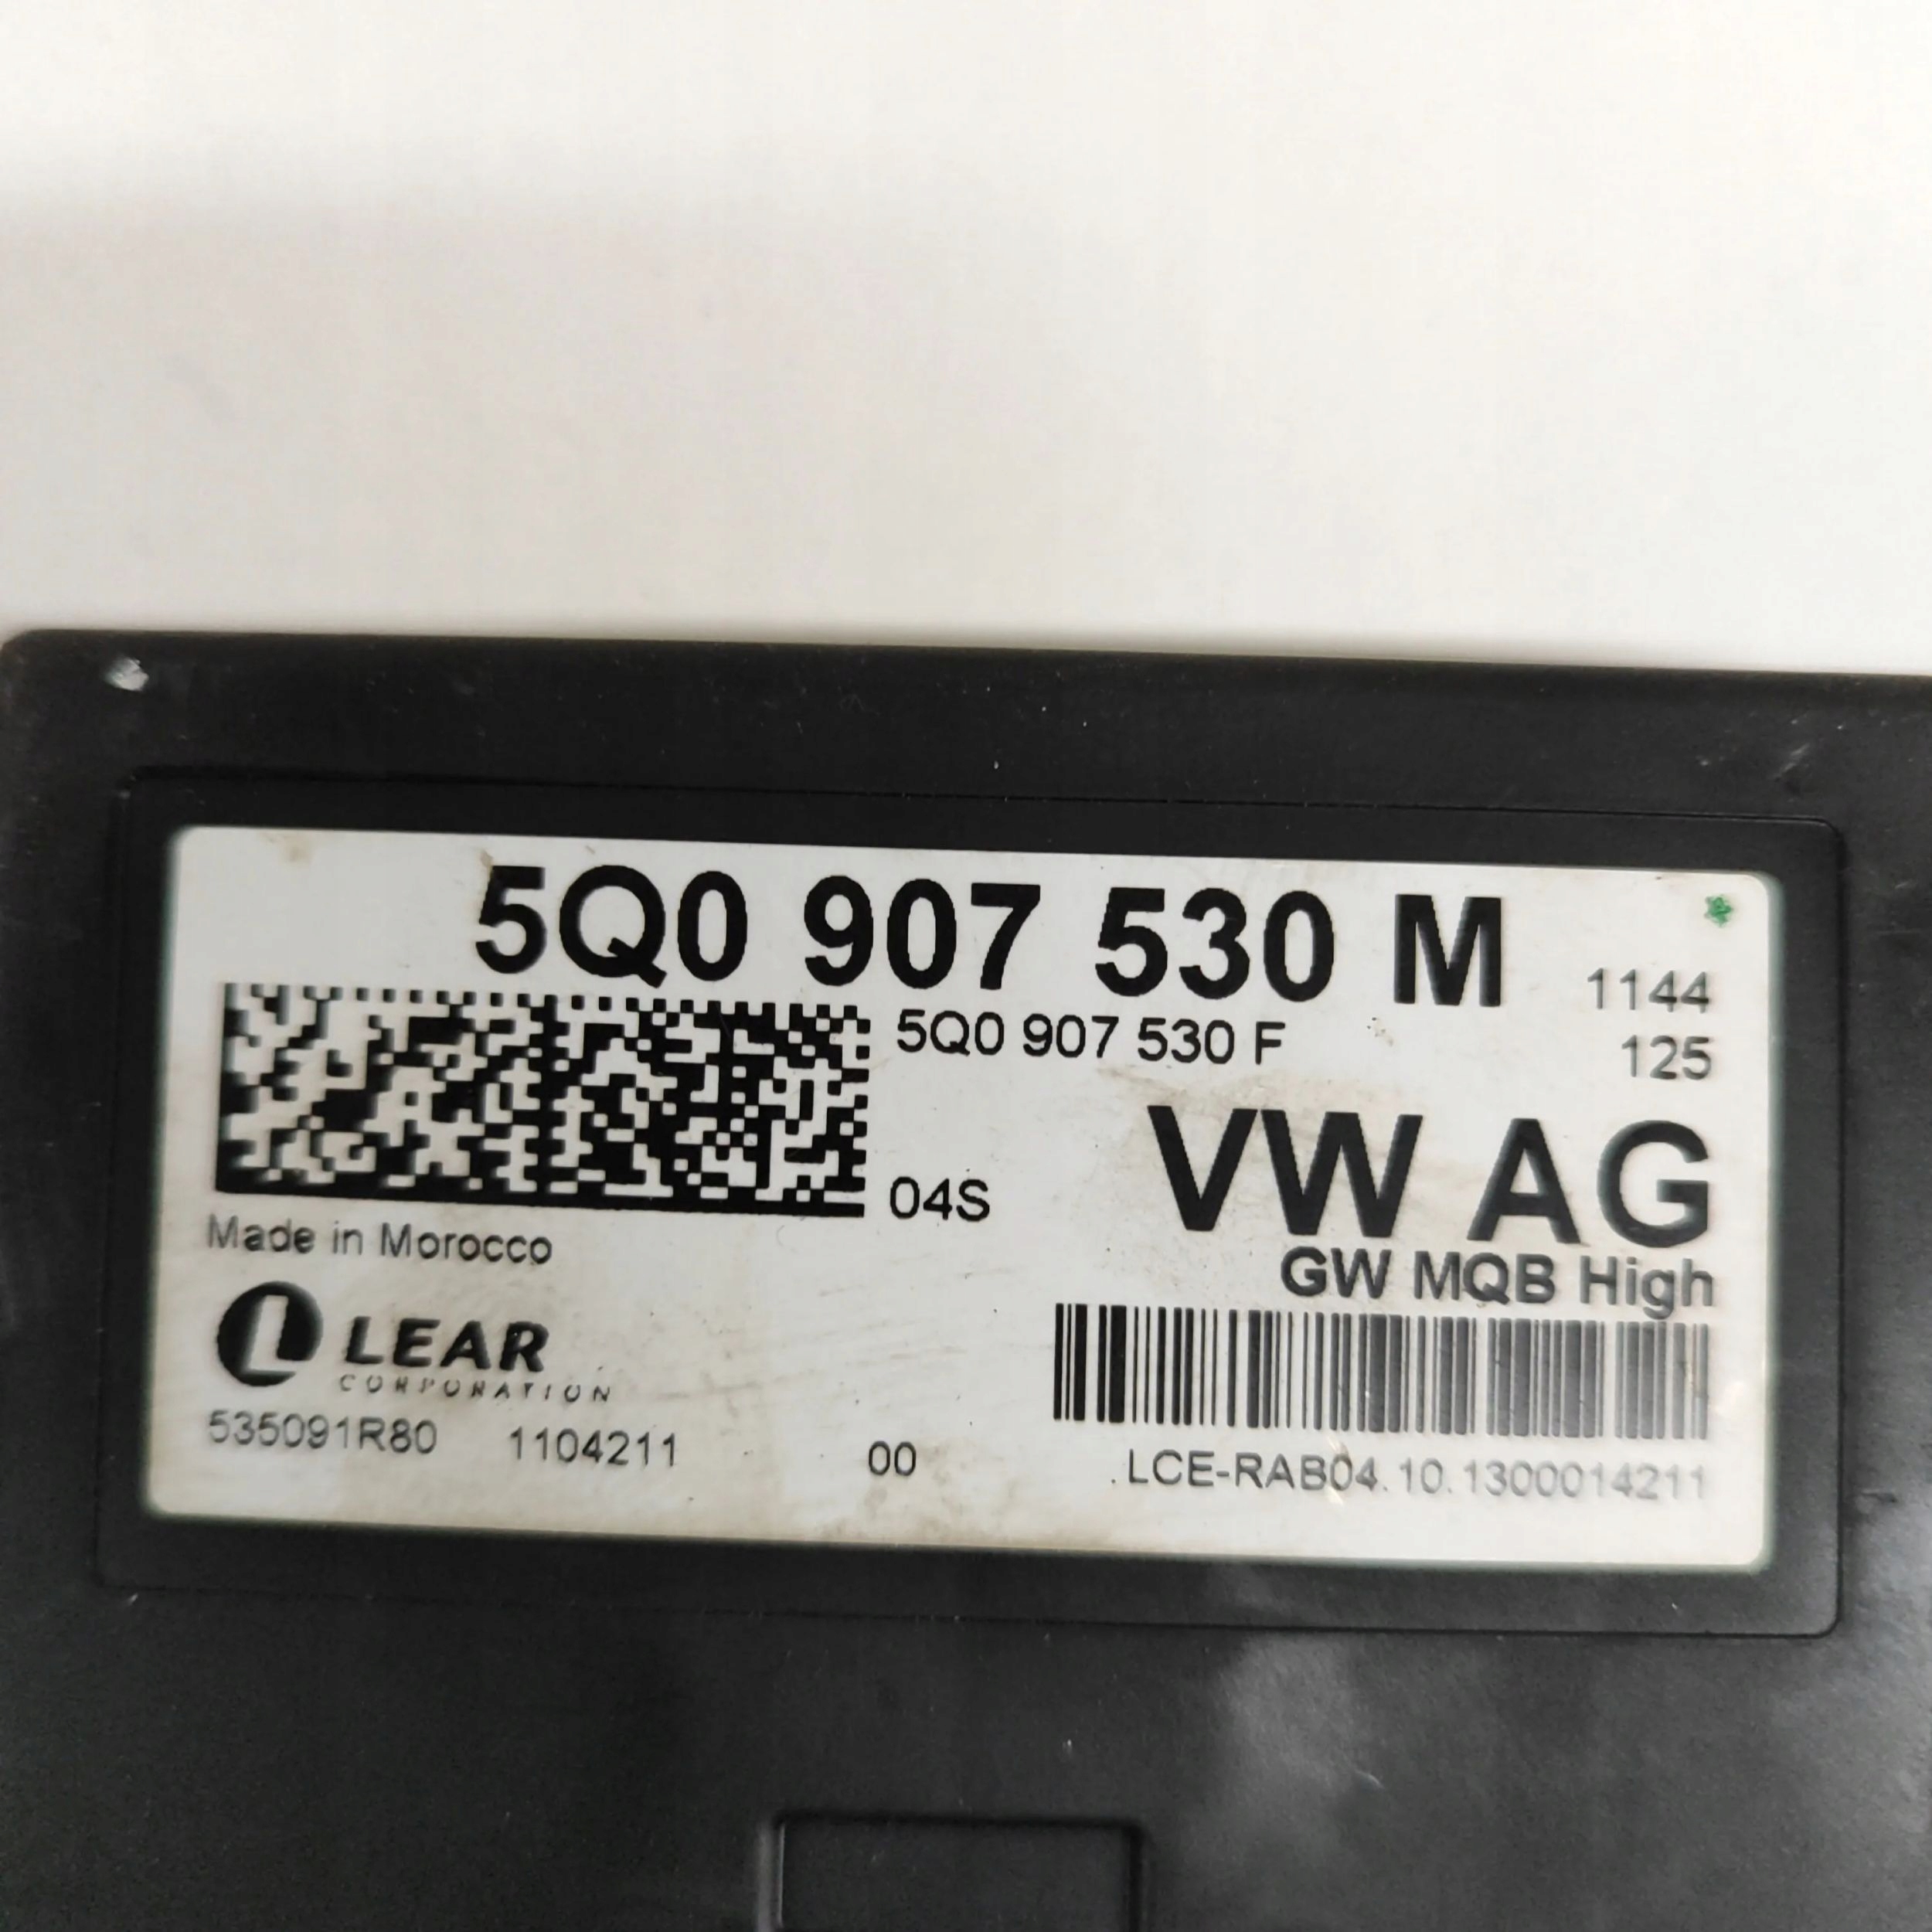 5Q0 907 530 M
1144
5Q0 907 530 F
125
VW AG
04S
Made in Morocco
GW MQB High
LEAR
CORPORATION
535091R80 1104211 00 .LCE-RAB04.10.1300014211